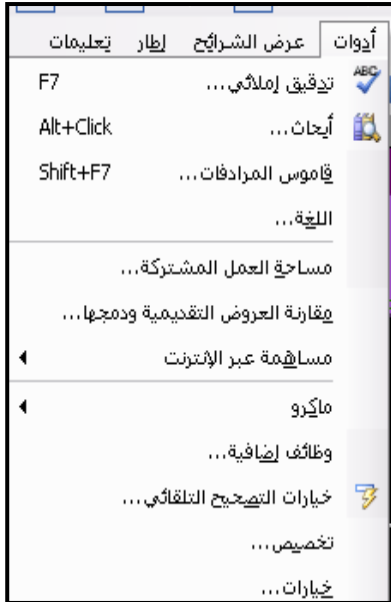 أدوات عرض الشرائح إطار تعليمات
ABC تدقيق إملائي... F7
أبحاث... Alt+Click
قاموس المرادفات... Shift+F7
اللغة...
مساحة العمل المشتركة...
مقارنة العروض التقديمية ودمجها...
مساهمة عبر الإنترنت
ماكرو
وظائف إضافية...
خيارات التصحيح التلقائي...
تخصيص...
خيارات...